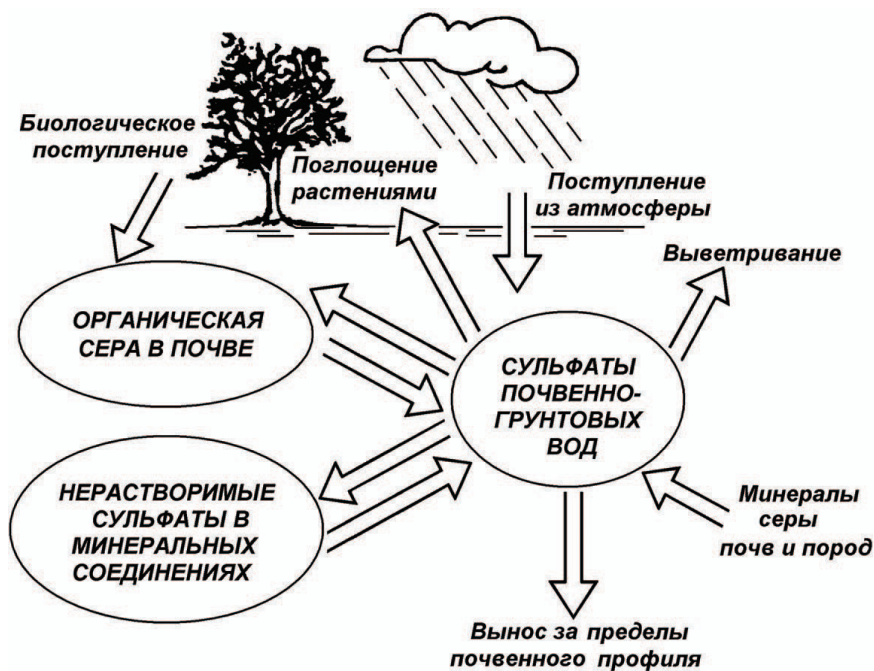 Биологическое
поступление
Поглощение
растениями
Поступление
из атмосферы
Выветривание
ОРГАНИЧЕСКАЯ
СЕРА В ПОЧВЕ
СУЛЬФАТЫ
ПОЧВЕННО-
ГРУНТОВЫХ
ВОД
НЕРАСТВОРИМЫЕ
СУЛЬФАТЫ В
МИНЕРАЛЬНЫХ
СОЕДИНЕНИЯХ
Минералы
серы
почв и пород
Вынос за пределы
почвенного профиля